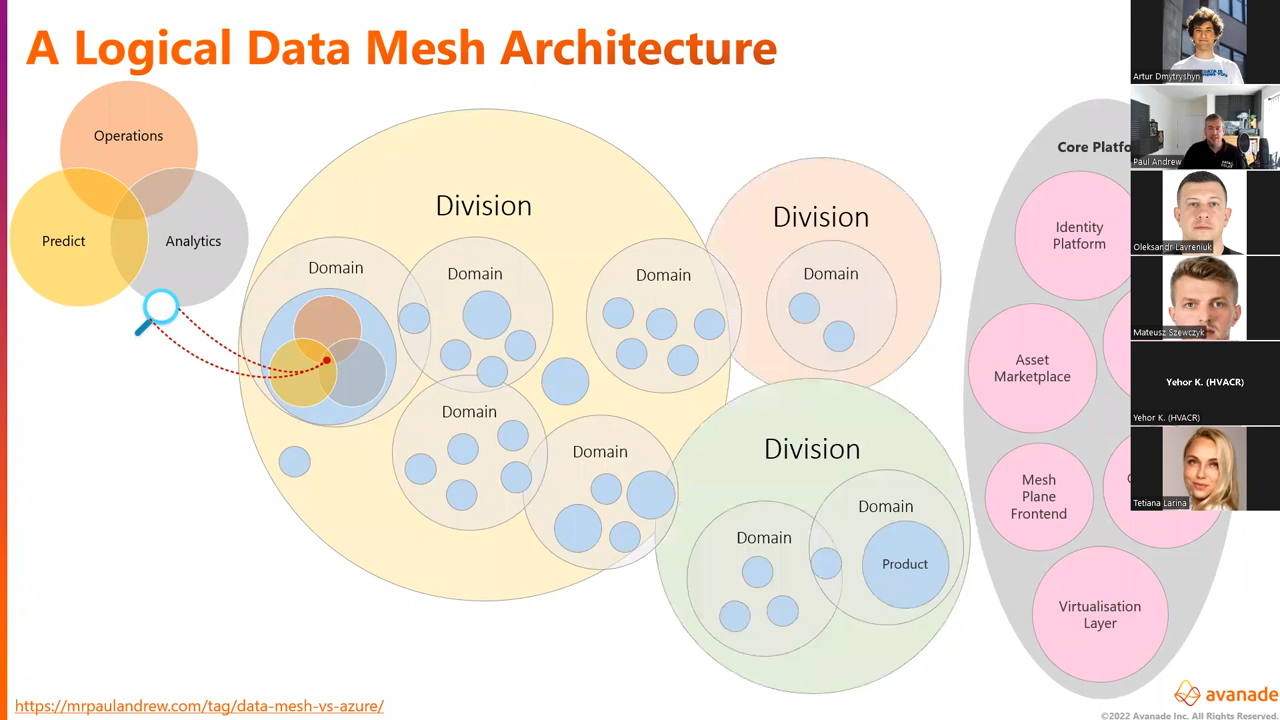 A Logical Data Mesh Architecture
Operations
Predict
Analytics
Division
Domain
Domain
Domain
Domain
Domain
Division
Domain
Division
Domain
Domain
Product
Core Platfo
Identity
Platform
Asset
Marketplace
Mesh
Plane
Frontend
Virtualisation
Layer
Artur Dmytryshyn
Paul Andrew
Oleksandr Lavreniuk
Mateusz Szewczyk
Yehor K. (HVACR)
Yehor K. (HVACR)
Tetiana Larina
https://mrpaulandrew.com/tag/data-mesh-vs-azure/
avanade
©2022 Avanade Inc. All Rights Reserved.